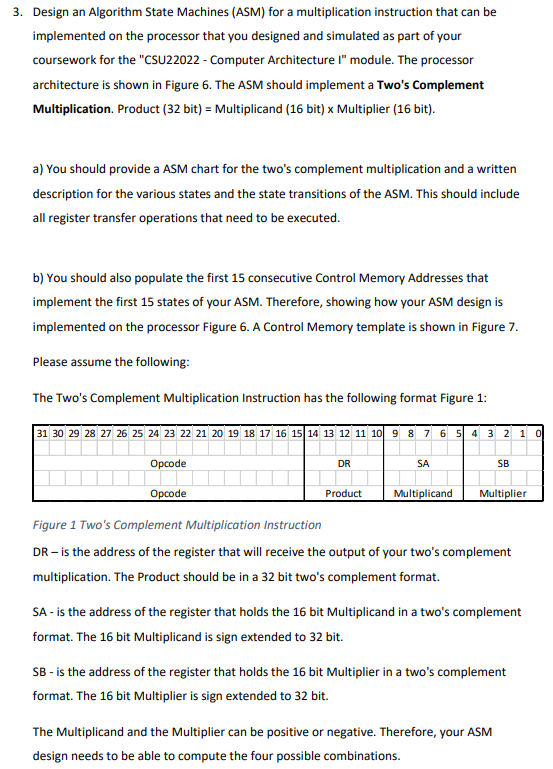 3. Design an Algorithm State Machines (ASM) for a multiplication instruction that can be
implemented on the processor that you designed and simulated as part of your
coursework for the "CSU22022 - Computer Architecture I" module. The processor
architecture is shown in Figure 6. The ASM should implement a Two's Complement
Multiplication. Product (32 bit) = Multiplicand (16 bit) x Multiplier (16 bit).
a) You should provide a ASM chart for the two's complement multiplication and a written
description for the various states and the state transitions of the ASM. This should include
all register transfer operations that need to be executed.
b) You should also populate the first 15 consecutive Control Memory Addresses that
implement the first 15 states of your ASM. Therefore, showing how your ASM design is
implemented on the processor Figure 6. A Control Memory template is shown in Figure 7.
Please assume the following:
The Two's Complement Multiplication Instruction has the following format Figure 1:
31 30 29 28 27 26 25 24 23 22 21 20 19 18 17 16 15 14 13 12 11 10 9 8 7 6 5 4 3 2 1 0
Opcode DR SA SB
Opcode Product Multiplicand Multiplier
Figure 1 Two's Complement Multiplication Instruction
DR – is the address of the register that will receive the output of your two's complement
multiplication. The Product should be in a 32 bit two's complement format.
SA - is the address of the register that holds the 16 bit Multiplicand in a two's complement
format. The 16 bit Multiplicand is sign extended to 32 bit.
SB - is the address of the register that holds the 16 bit Multiplier in a two's complement
format. The 16 bit Multiplier is sign extended to 32 bit.
The Multiplicand and the Multiplier can be positive or negative. Therefore, your ASM
design needs to be able to compute the four possible combinations.